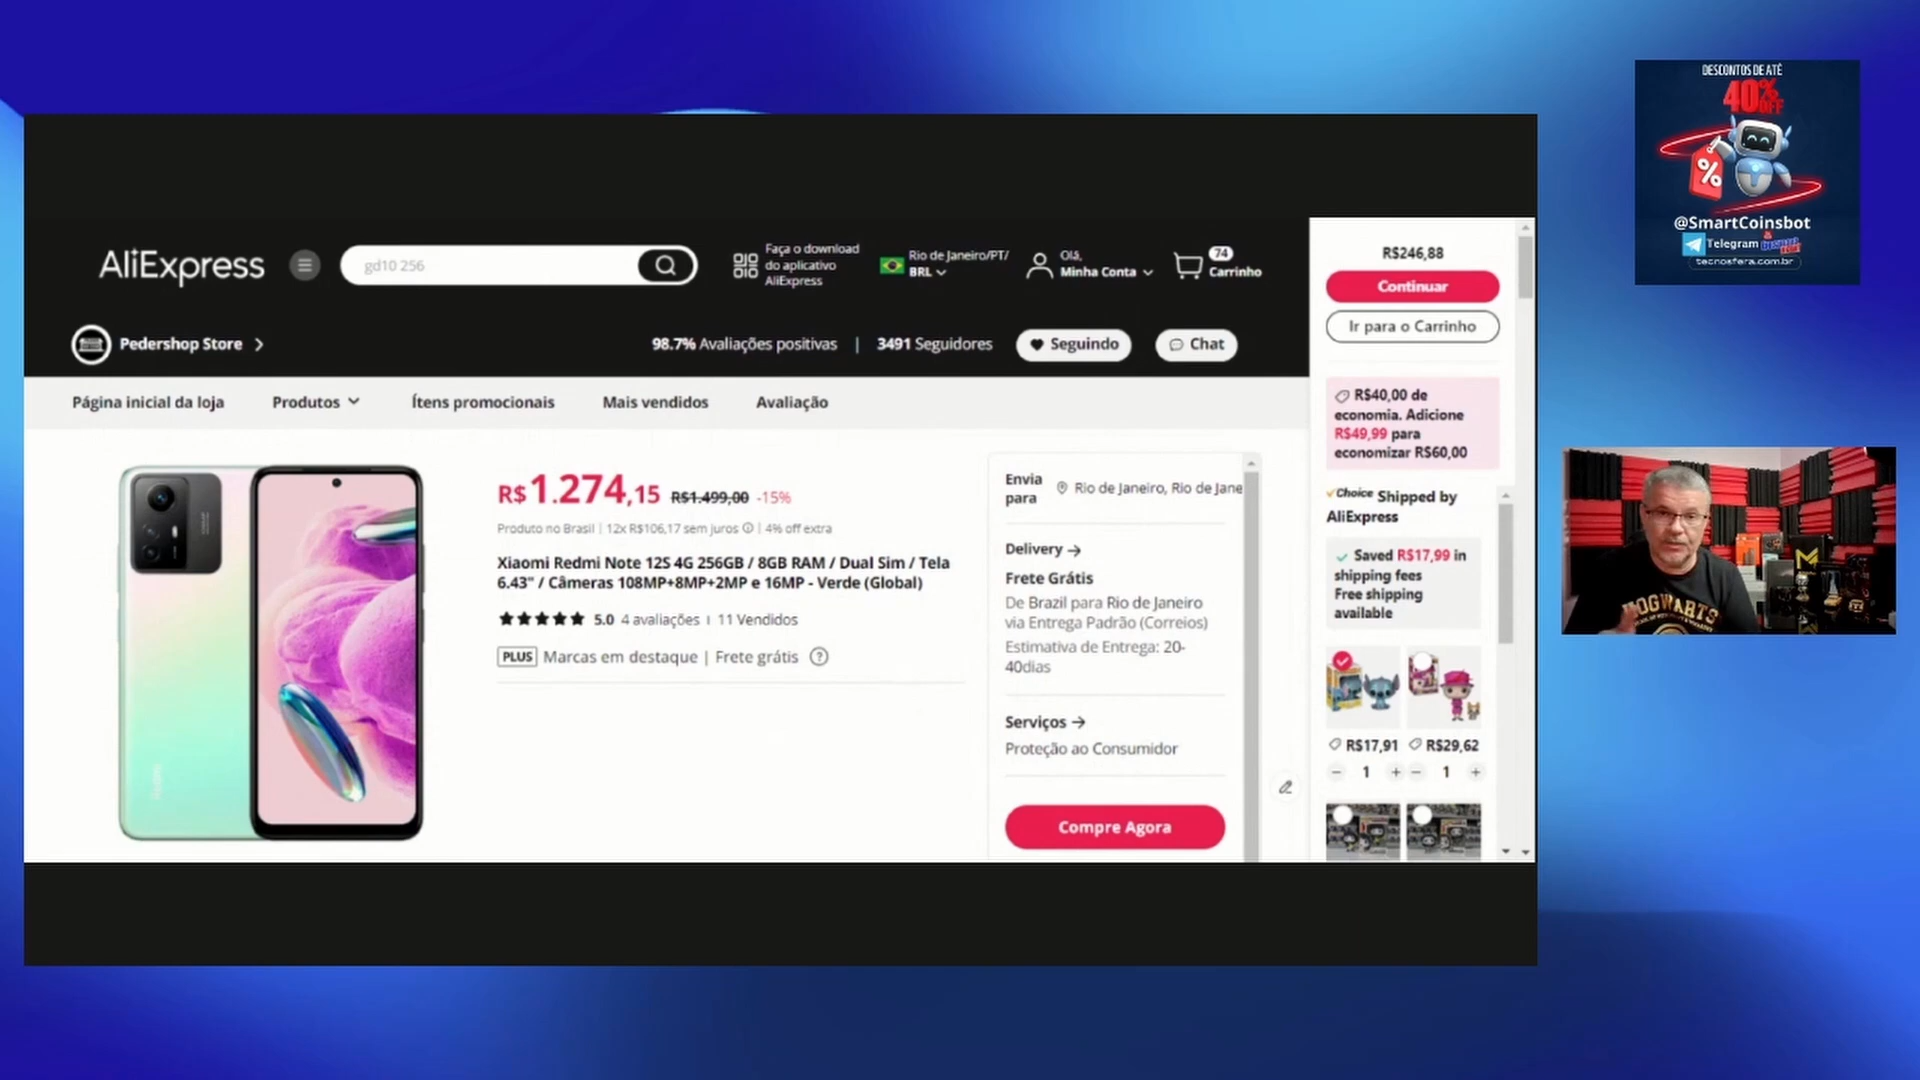 DESCONTOS DE ATÉ
40% OFF
%
@SmartCoinsbot
Telegram
tecnosfera.com.br
AliExpress
gd10 256
Faça o download
do aplicativo
AliExpress
Rio de Janeiro/PT/
BRL
Olá,
Minha Conta
74
Carrinho
Pedershop Store
98.7% Avaliações positivas | 3491 Seguidores
Seguindo
Chat
Página inicial da loja
Produtos
Ítens promocionais
Mais vendidos
Avaliação
R$1.274,15 R$1.499,00 -15%
Produto no Brasil | 12x R$106,17 sem juros | 4% off extra
Xiaomi Redmi Note 12S 4G 256GB / 8GB RAM / Dual Sim / Tela
6.43" / Câmeras 108MP+8MP+2MP e 16MP - Verde (Global)
5.0 4 avaliações | 11 Vendidos
PLUS Marcas em destaque | Frete grátis ?
Envia
para
Rio de Janeiro, Rio de Jane
Delivery →
Frete Grátis
De Brazil para Rio de Janeiro
via Entrega Padrão (Correios)
Estimativa de Entrega: 20-
40dias
Serviços →
Proteção ao Consumidor
Compre Agora
R$246,88
Continuar
Ir para o Carrinho
R$40,00 de
economia. Adicione
R$49,99 para
economizar R$60,00
Choice Shipped by
AliExpress
Saved R$17,99 in
shipping fees
Free shipping
available
R$17,91 R$29,62
− 1 + − 1 +
HOGWARTS